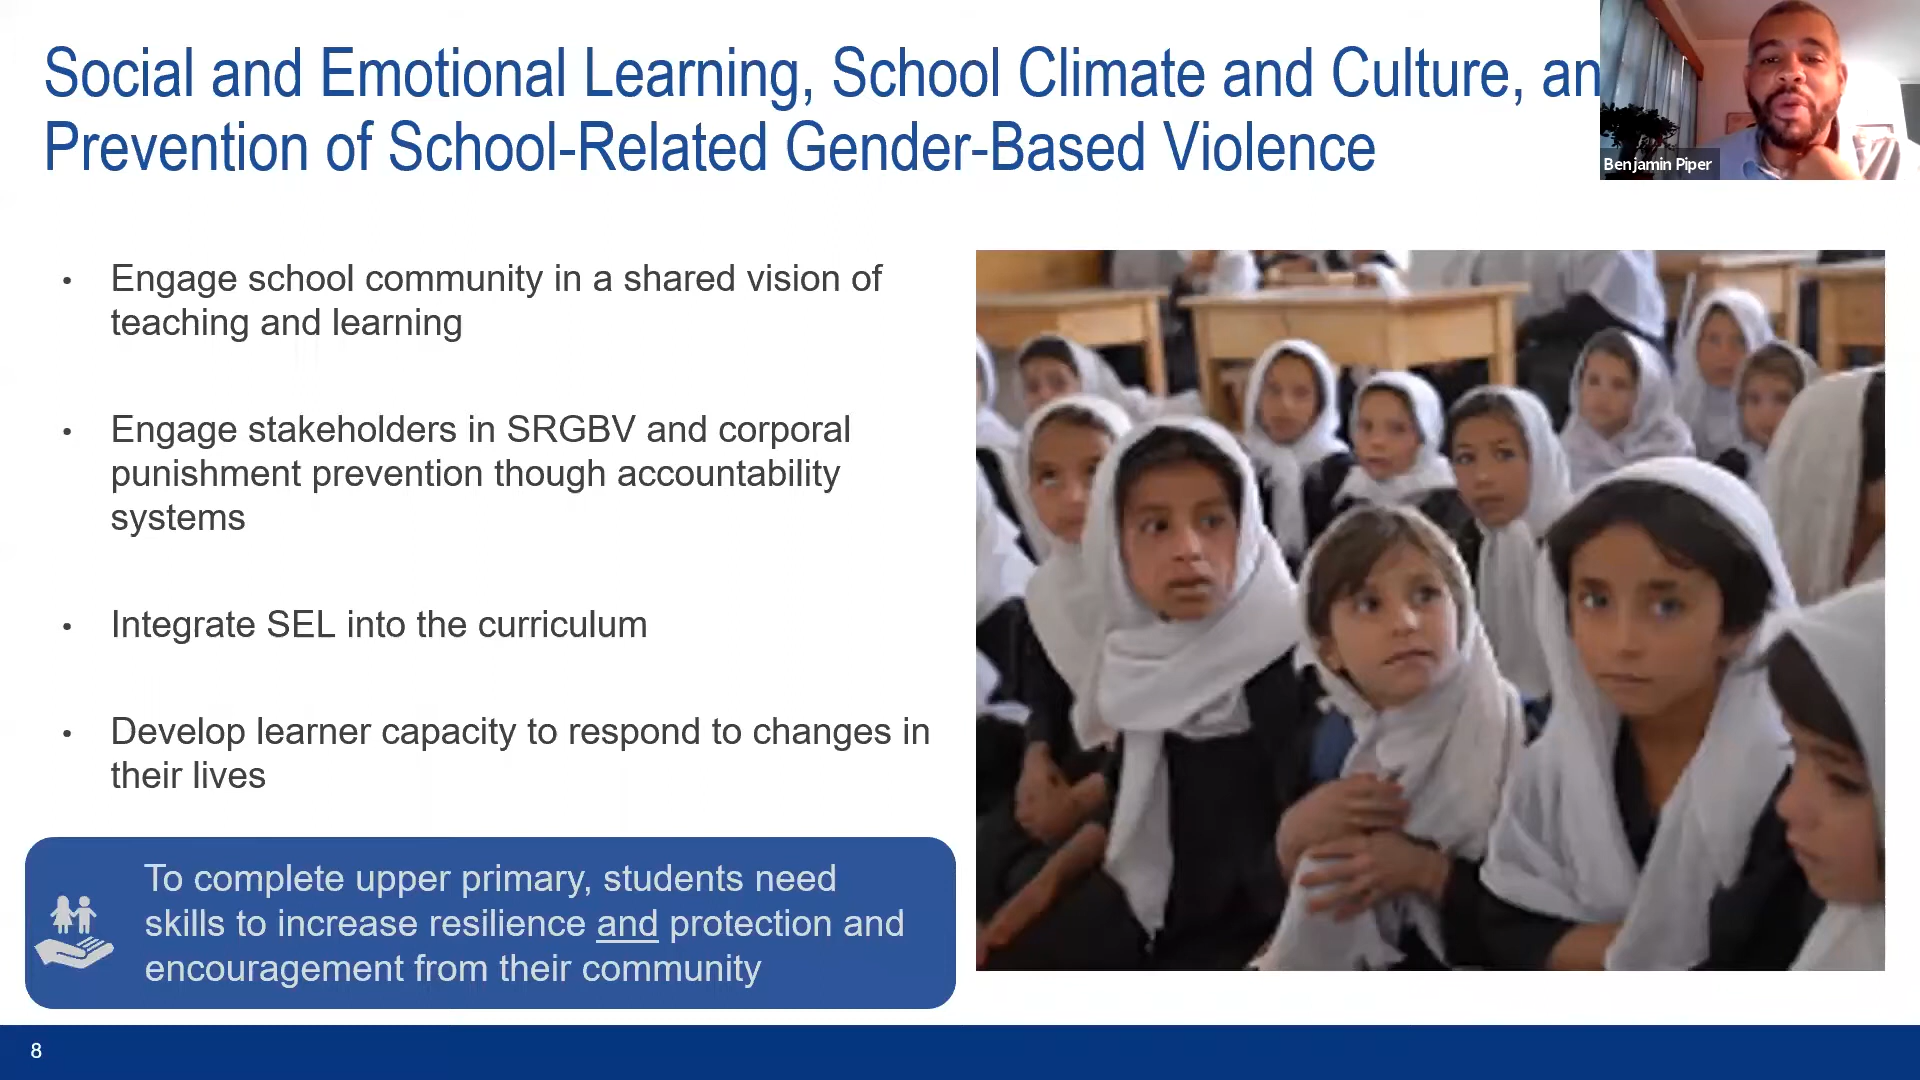 Social and Emotional Learning, School Climate and Culture, an
Prevention of School-Related Gender-Based Violence
Benjamin Piper
• Engage school community in a shared vision of
teaching and learning
• Engage stakeholders in SRGBV and corporal
punishment prevention though accountability
systems
• Integrate SEL into the curriculum
• Develop learner capacity to respond to changes in
their lives
To complete upper primary, students need
skills to increase resilience and protection and
encouragement from their community
8